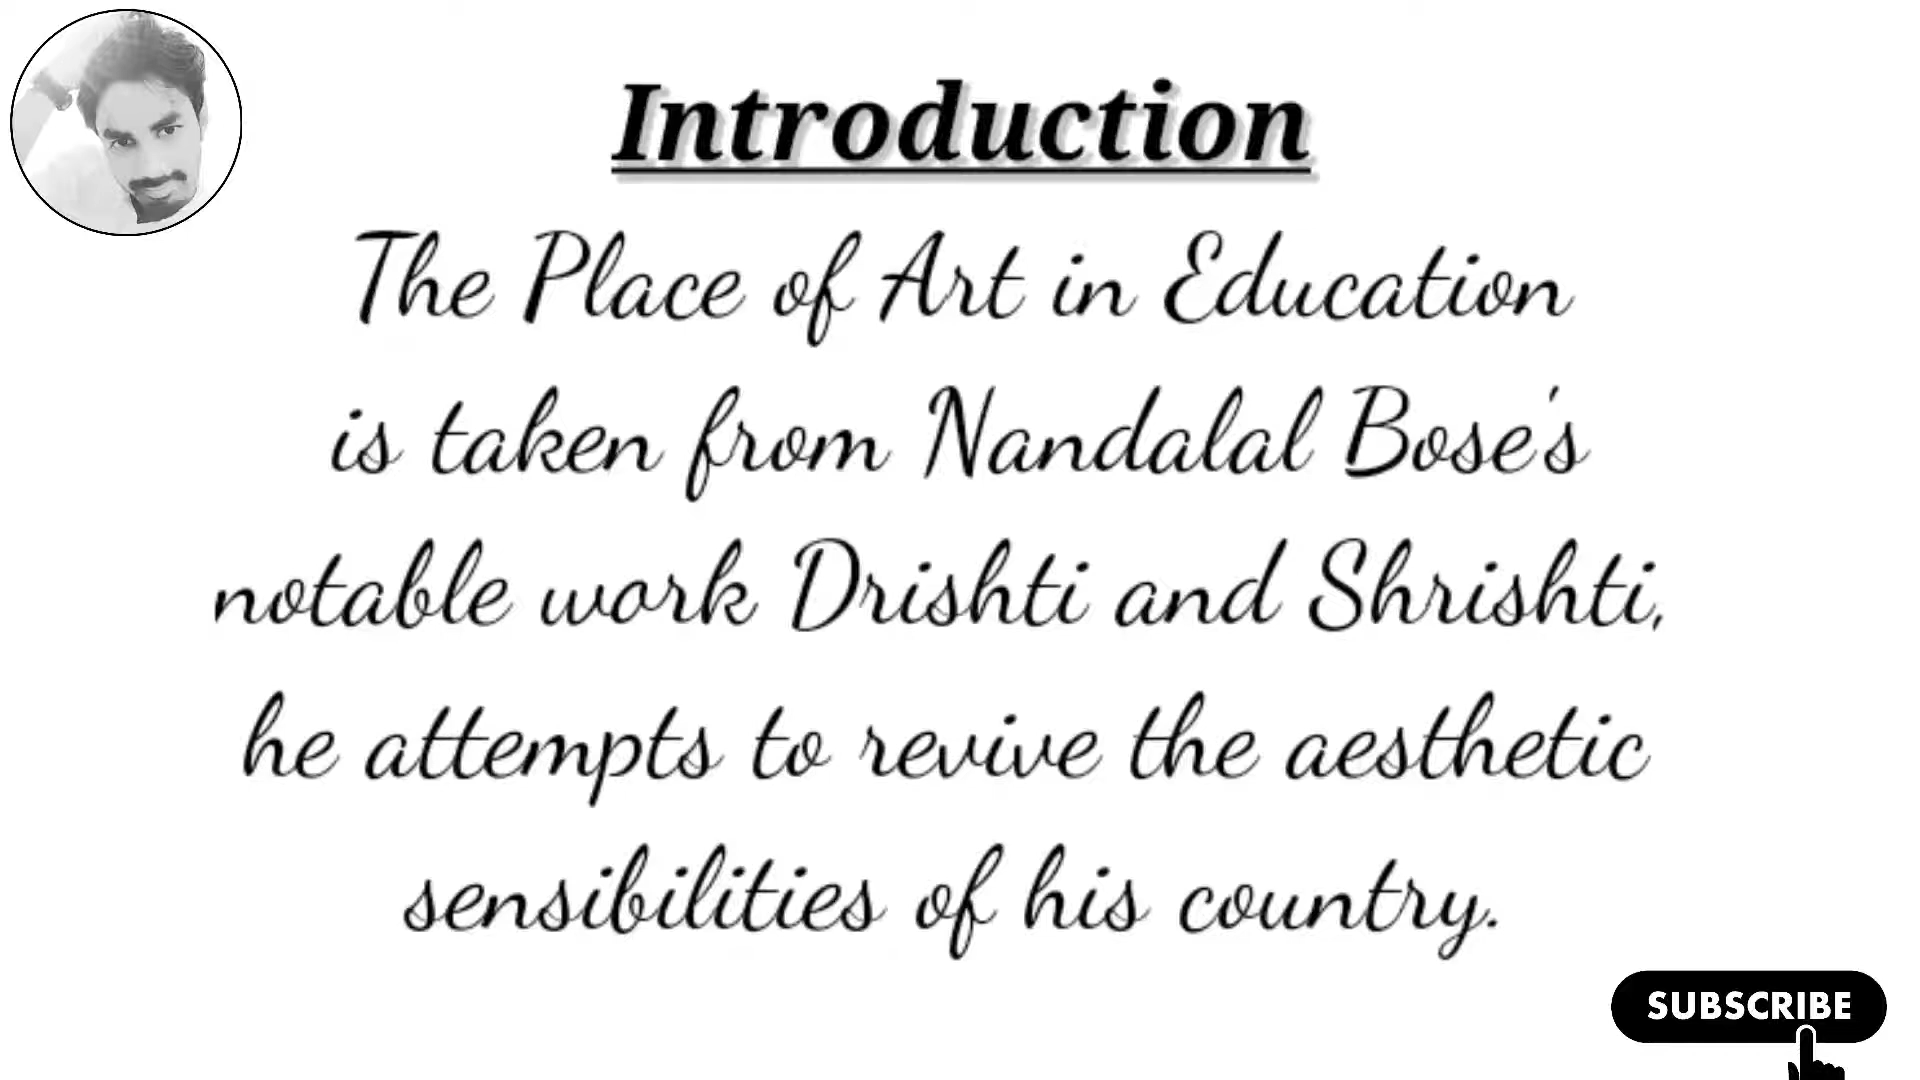 Introduction
The Place of Art in Education
is taken from Nandalal Bose's
notable work Drishti and Shrishti,
he attempts to revive the aesthetic
sensibilities of his country.
SUBSCRIBE